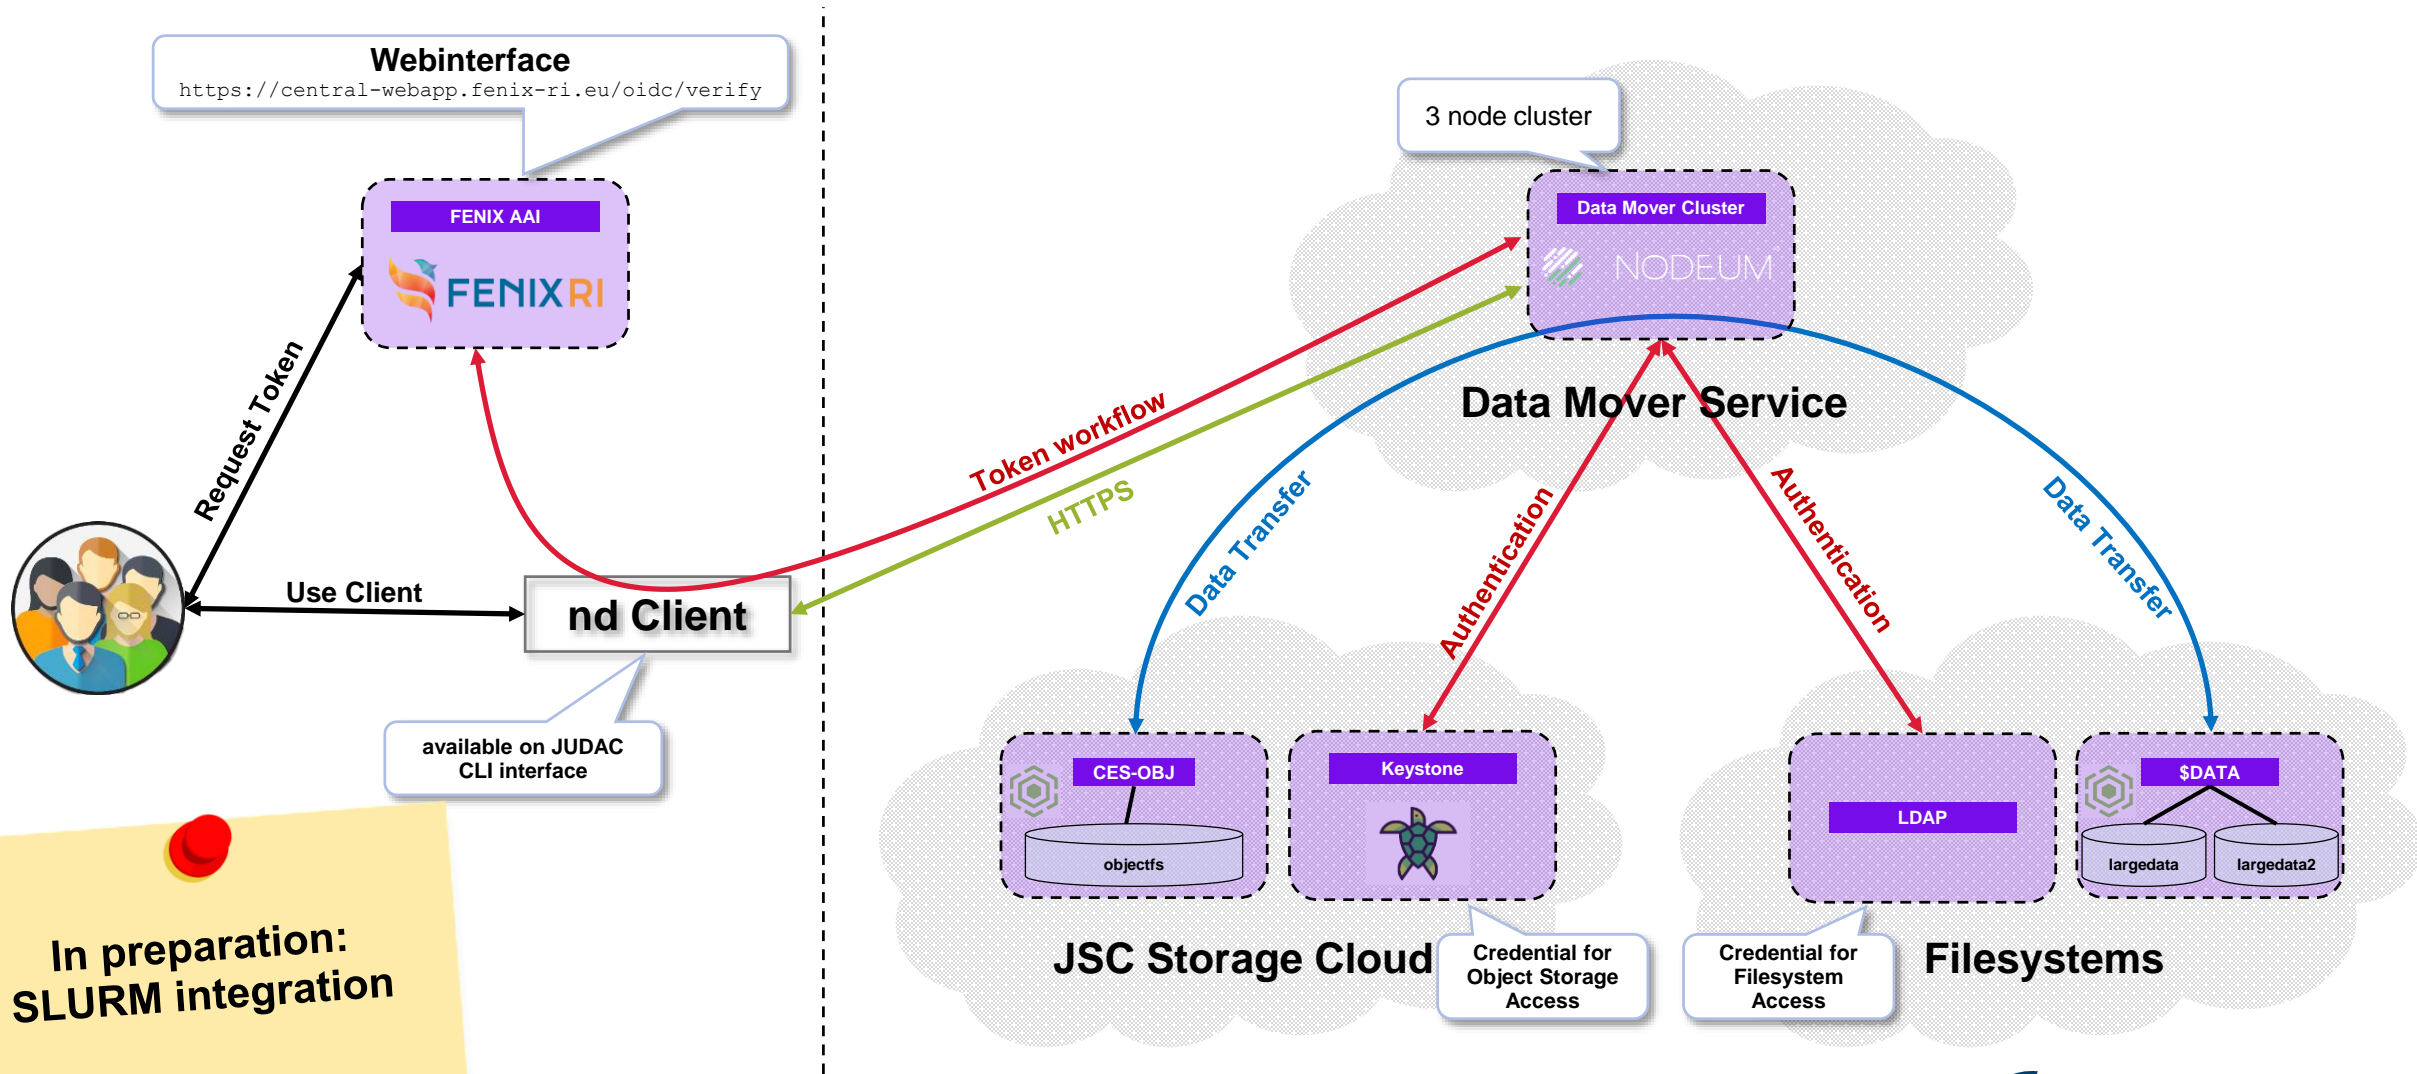 Webinterface
https://central-webapp.fenix-ri.eu/oidc/verify
FENIX AAI
FENIXRI
Request Token
Use Client
nd Client
available on JUDAC
CLI interface
In preparation:
SLURM integration
3 node cluster
Data Mover Cluster
NODEUM
Data Mover Service
Token workflow
HTTPS
Data Transfer
Authentication
Authentication
Data Transfer
CES-OBJ
objectfs
Keystone
JSC Storage Cloud
Credential for
Object Storage
Access
LDAP
$DATA
largedata
largedata2
Credential for
Filesystem
Access
Filesystems